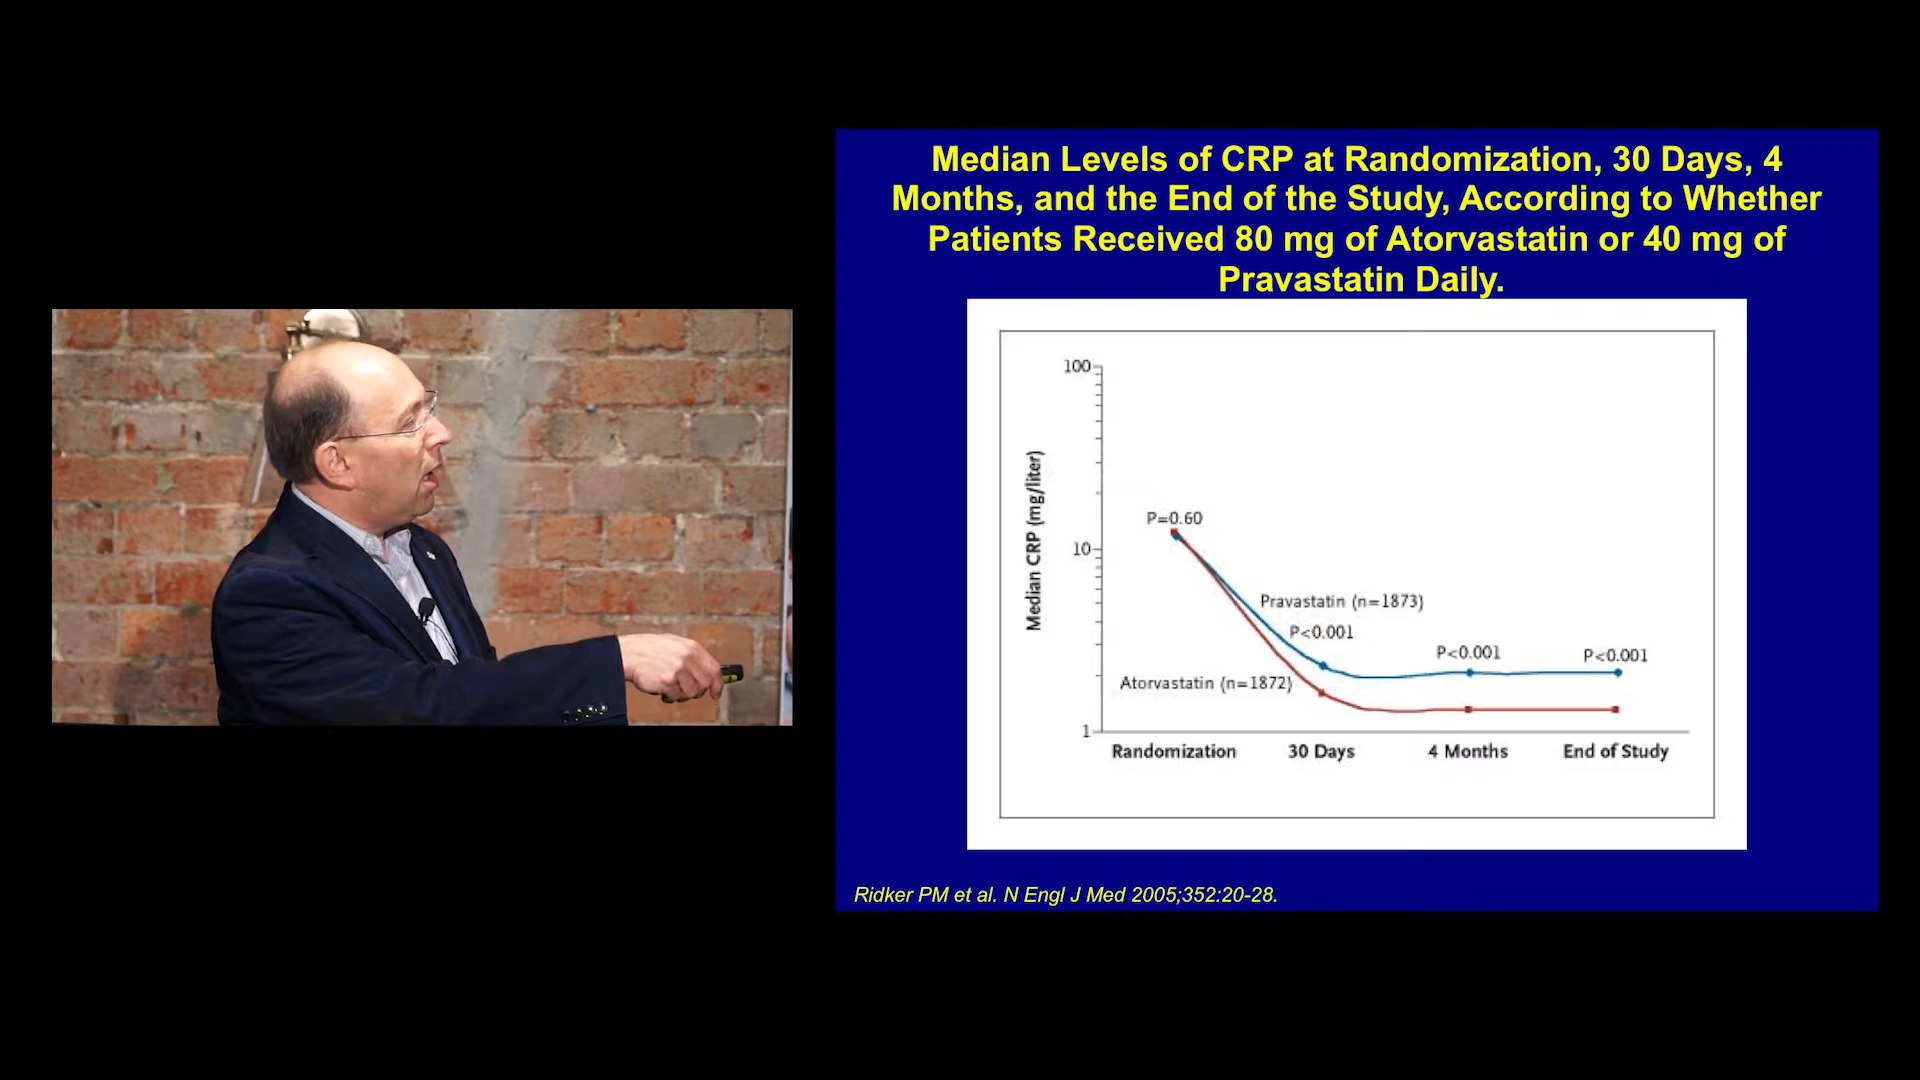 Median Levels of CRP at Randomization, 30 Days, 4
Months, and the End of the Study, According to Whether
Patients Received 80 mg of Atorvastatin or 40 mg of
Pravastatin Daily.
100
10
1
Median CRP (mg/liter)
P=0.60
Pravastatin (n=1873)
P<0.001
P<0.001
P<0.001
Atorvastatin (n=1872)
Randomization 30 Days 4 Months End of Study
Ridker PM et al. N Engl J Med 2005;352:20-28.